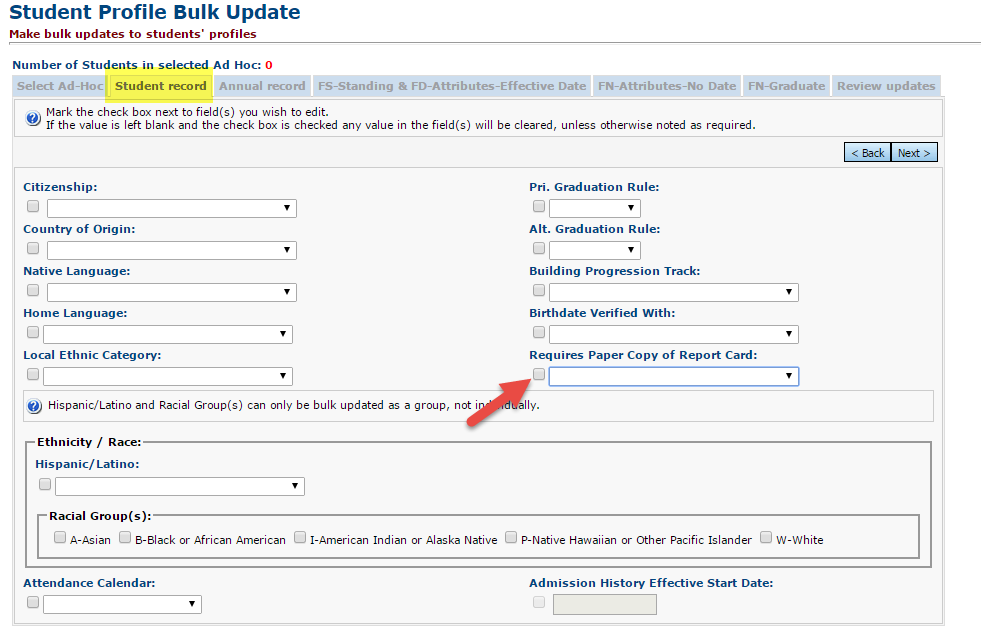 Student Profile Bulk Update
Make bulk updates to students' profiles
Number of Students in selected Ad Hoc: 0
Select Ad-Hoc Student record Annual record FS-Standing & FD-Attributes-Effective Date FN-Attributes-No Date FN-Graduate Review updates
Mark the check box next to field(s) you wish to edit.
If the value is left blank and the check box is checked any value in the field(s) will be cleared, unless otherwise noted as required.
< Back Next >
Citizenship: Pri. Graduation Rule:
Country of Origin: Alt. Graduation Rule:
Native Language: Building Progression Track:
Home Language: Birthdate Verified With:
Local Ethnic Category: Requires Paper Copy of Report Card:
Hispanic/Latino and Racial Group(s) can only be bulk updated as a group, not individually.
Ethnicity / Race:
Hispanic/Latino:
Racial Group(s):
A-Asian B-Black or African American I-American Indian or Alaska Native P-Native Hawaiian or Other Pacific Islander W-White
Attendance Calendar: Admission History Effective Start Date: